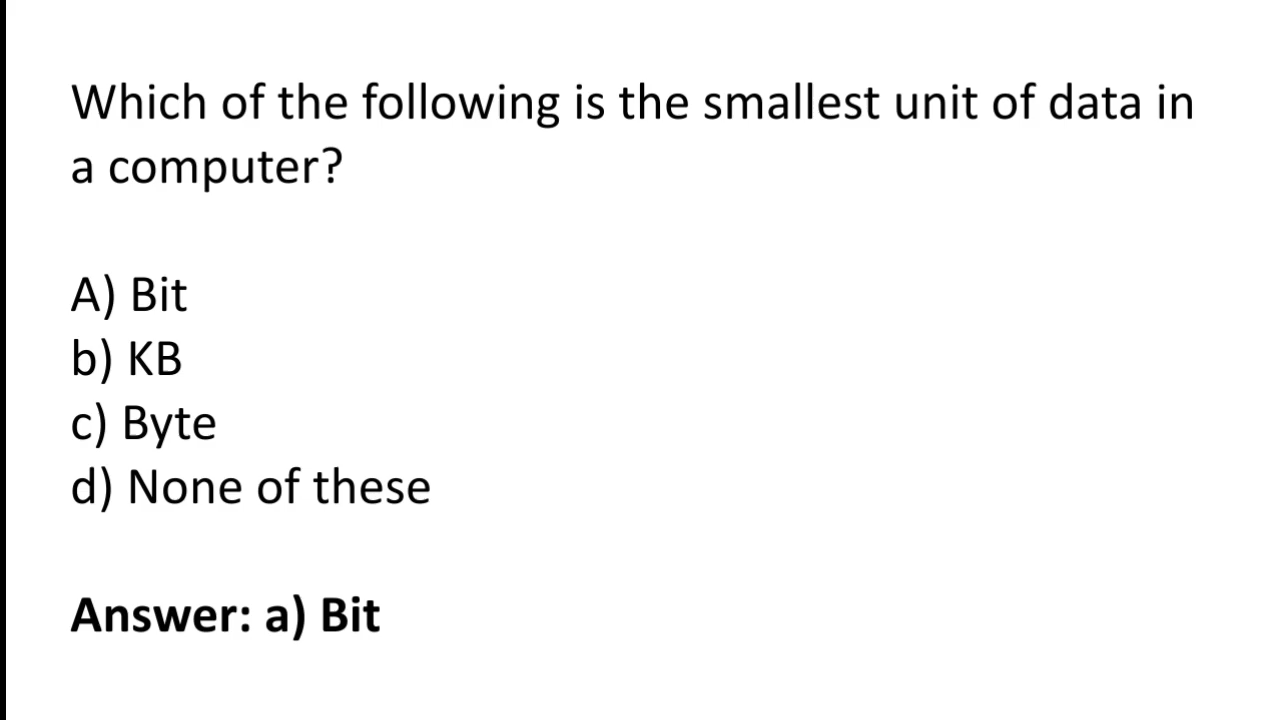 Which of the following is the smallest unit of data in
a computer?
A) Bit
b) KB
c) Byte
d) None of these
Answer: a) Bit